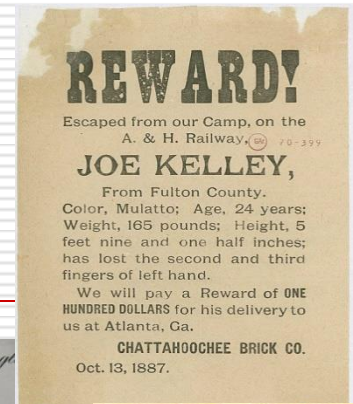 REWARD!
Escaped from our Camp, on the
A. & H. Railway,
70-399
JOE KELLEY,
From Fulton County.
Color, Mulatto; Age, 24 years;
Weight, 165 pounds; Height, 5
feet nine and one half inches;
has lost the second and third
fingers of left hand.
We will pay a Reward of ONE
HUNDRED DOLLARS for his delivery to
us at Atlanta, Ga.
CHATTAHOOCHEE BRICK CO.
Oct. 13, 1887.